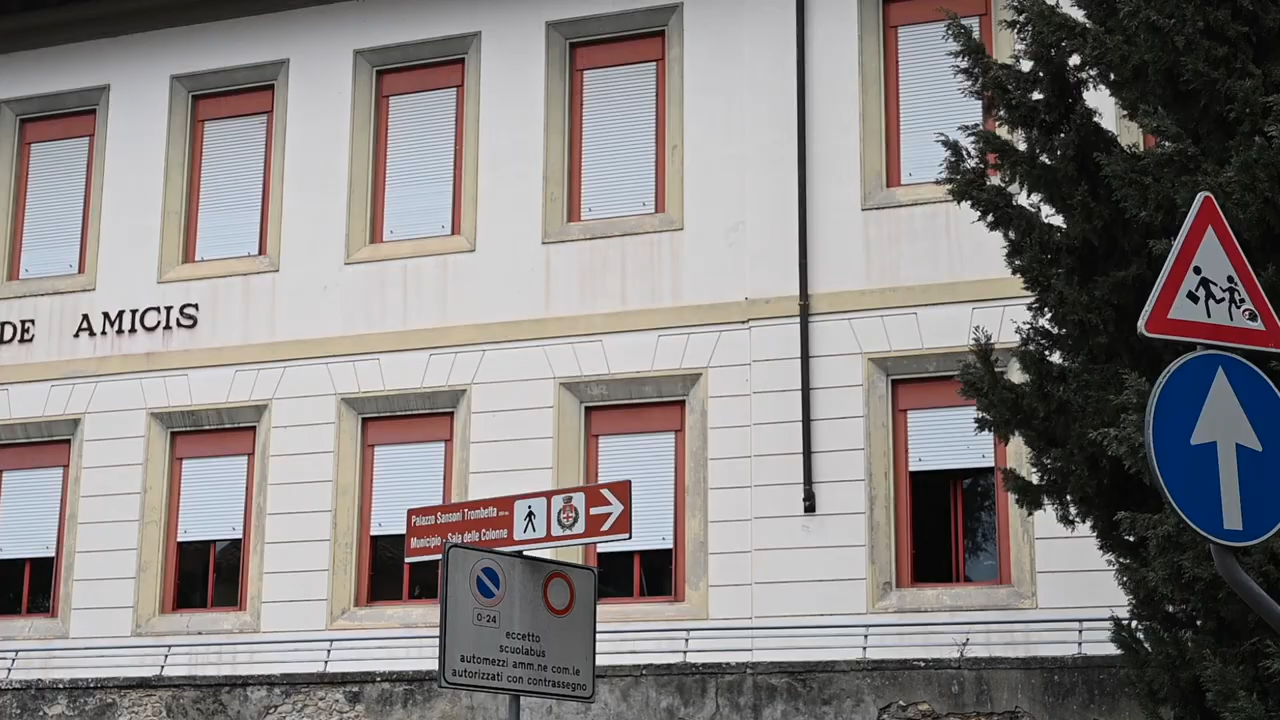 DE AMICIS
Palazzo Sansoni Trombetta
Municipio - Sala delle Colonne
0-24
eccetto
scuolabus
automezzi amm.ne com.le
autorizzati con contrassegno